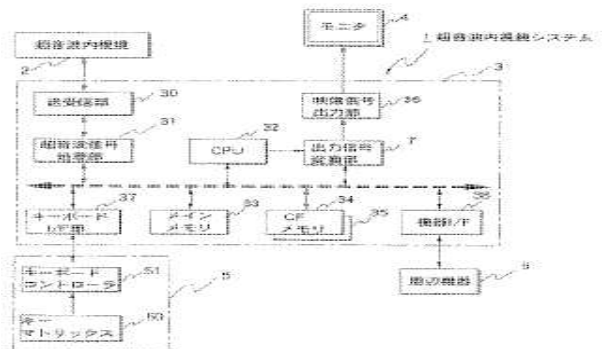 超音波内視鏡
2
モニタ
4
1 超音波内視鏡システム
3
送受信部
30
映像信号
出力部
36
31
超音波信号
処理部
32
CPU
出力信号
変換部
7
37
キーボード
I/F部
メイン
メモリ
33
CF
メモリ
34
35
機器I/F
38
キーボード
コントローラ
51
5
周辺機器
キー
マトリックス
50